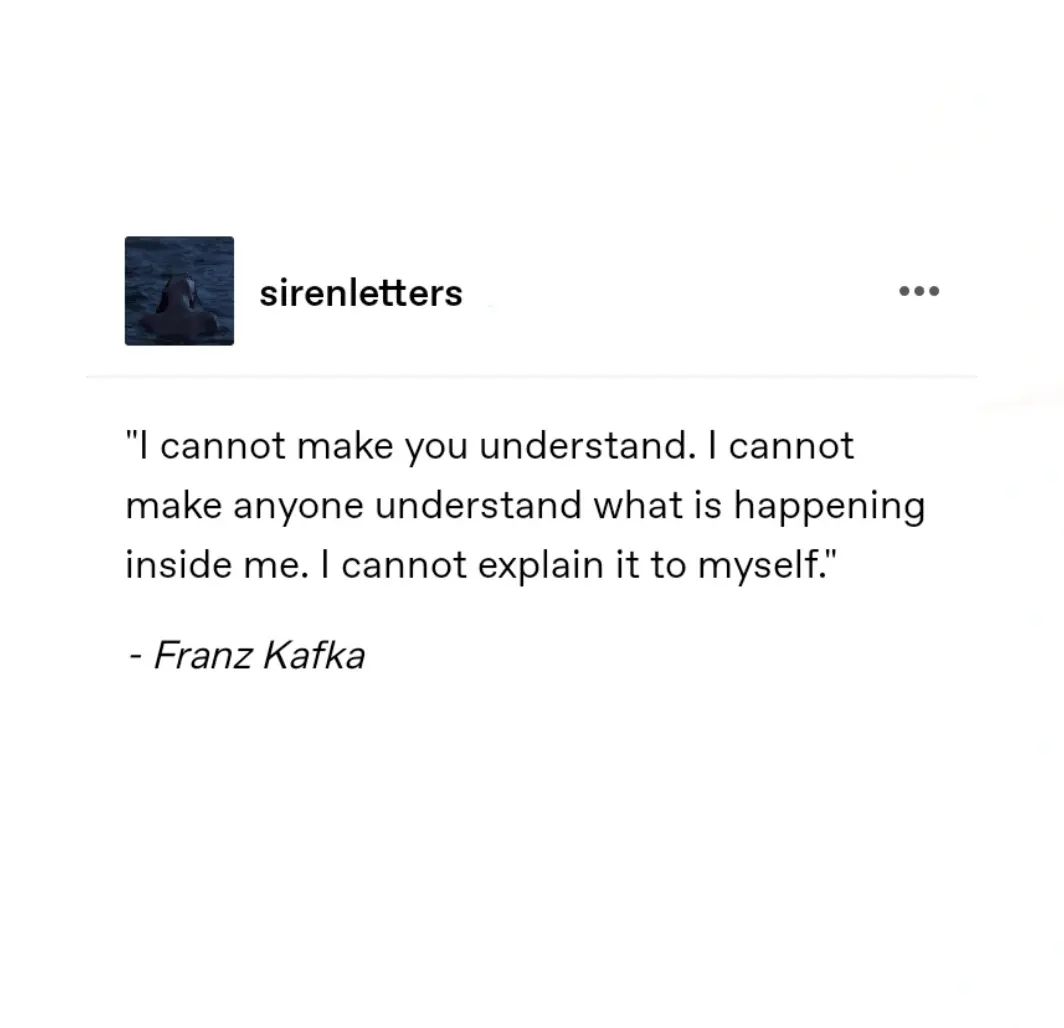 sirenletters
"I cannot make you understand. I cannot
make anyone understand what is happening
inside me. I cannot explain it to myself."
- Franz Kafka